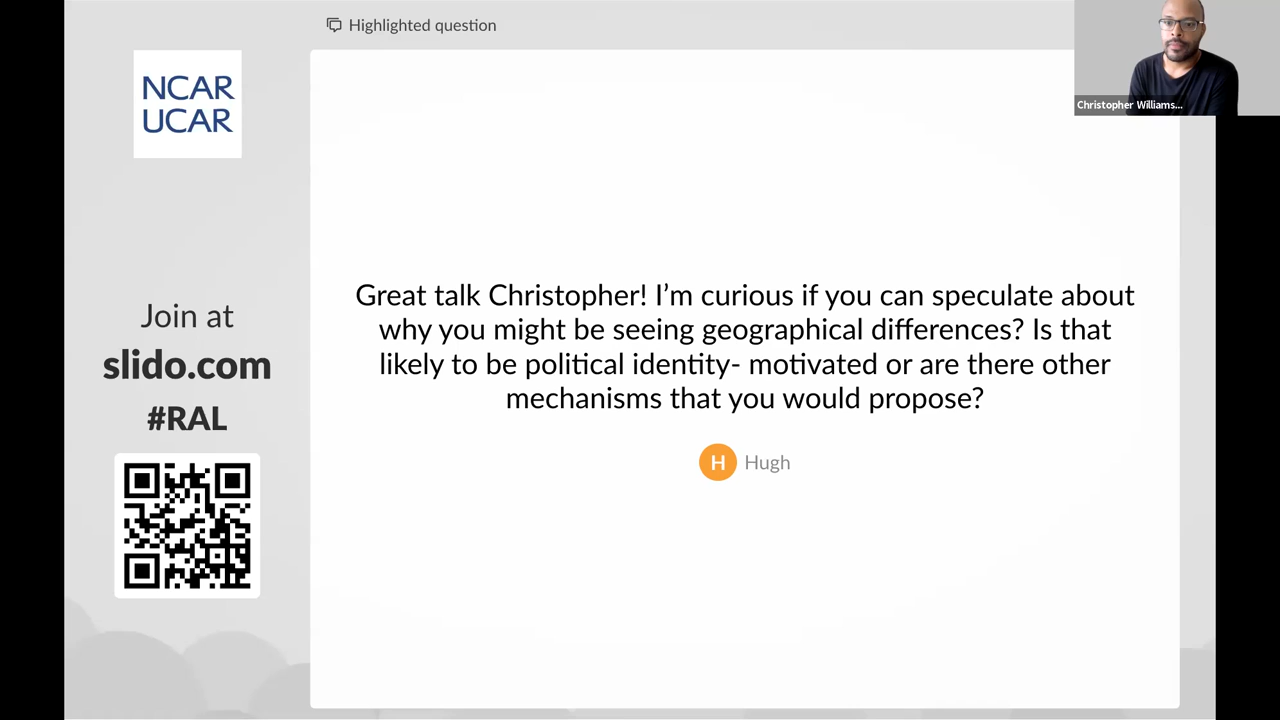 Highlighted question
NCAR
UCAR
Christopher Williams...
Great talk Christopher! I’m curious if you can speculate about
why you might be seeing geographical differences? Is that
likely to be political identity- motivated or are there other
mechanisms that you would propose?
H Hugh
Join at
slido.com
#RAL